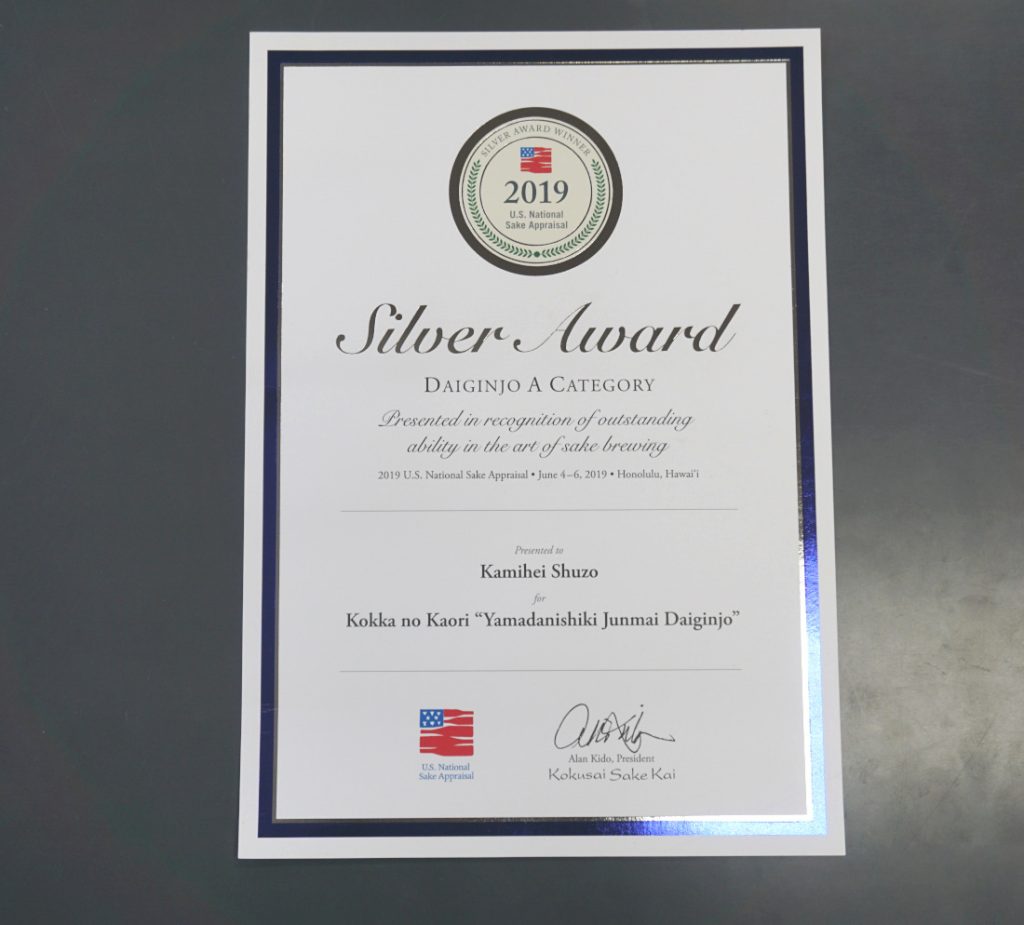 SILVER AWARD WINNER
2019
U.S. National
Sake Appraisal
Silver Award
DAIGINJO A CATEGORY
Presented in recognition of outstanding
ability in the art of sake brewing
2019 U.S. National Sake Appraisal • June 4–6, 2019 • Honolulu, Hawai'i
Presented to
Kamihei Shuzo
for
Kokka no Kaori “Yamadanishiki Junmai Daiginjo”
U.S. National
Sake Appraisal
Alan Kido, President
Kokusai Sake Kai